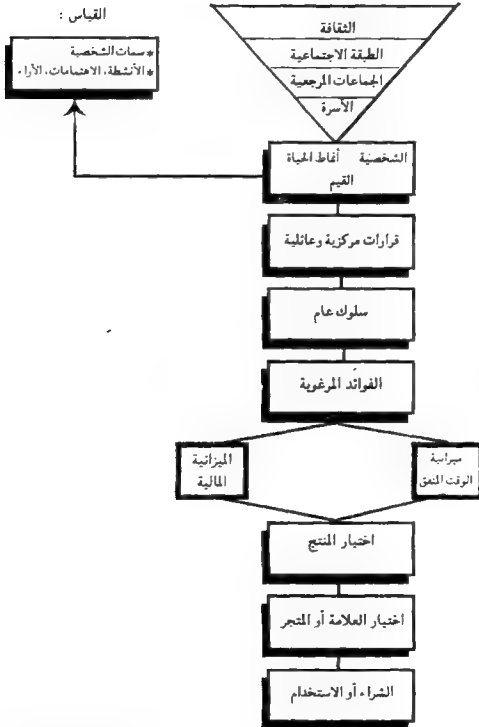 القياس :
* سمات الشخصية
* الأنشطة، الاهتمامات، الآراء
الثقافة
الطبقة الاجتماعية
الجماعات المرجعية
الأسرة
الشخصية أنماط الحياة
القيم
قرارات مركزية وعائلية
سلوك عام
الفوائد المرغوبة
ميزانية
الوقت المنفق
الميزانية
المالية
اختيار المنتج
اختيار العلامة أو المتجر
الشراء أو الاستخدام